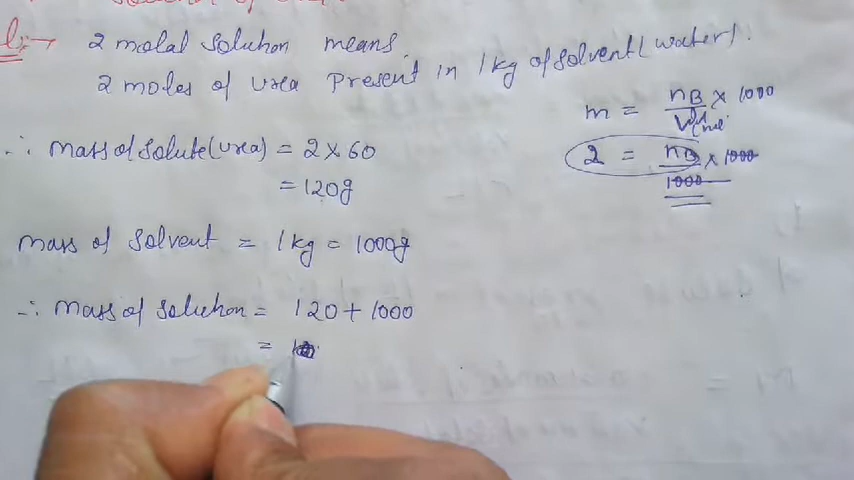 2 molal solution means
2 moles of urea present in 1kg of solvent (water).
∴ mass of solute (urea) = 2 × 60
= 120g
mass of solvent = 1kg = 1000g
∴ mass of solution = 120 + 1000
=
m = nB × 1000
2 = nB × 1000
1000